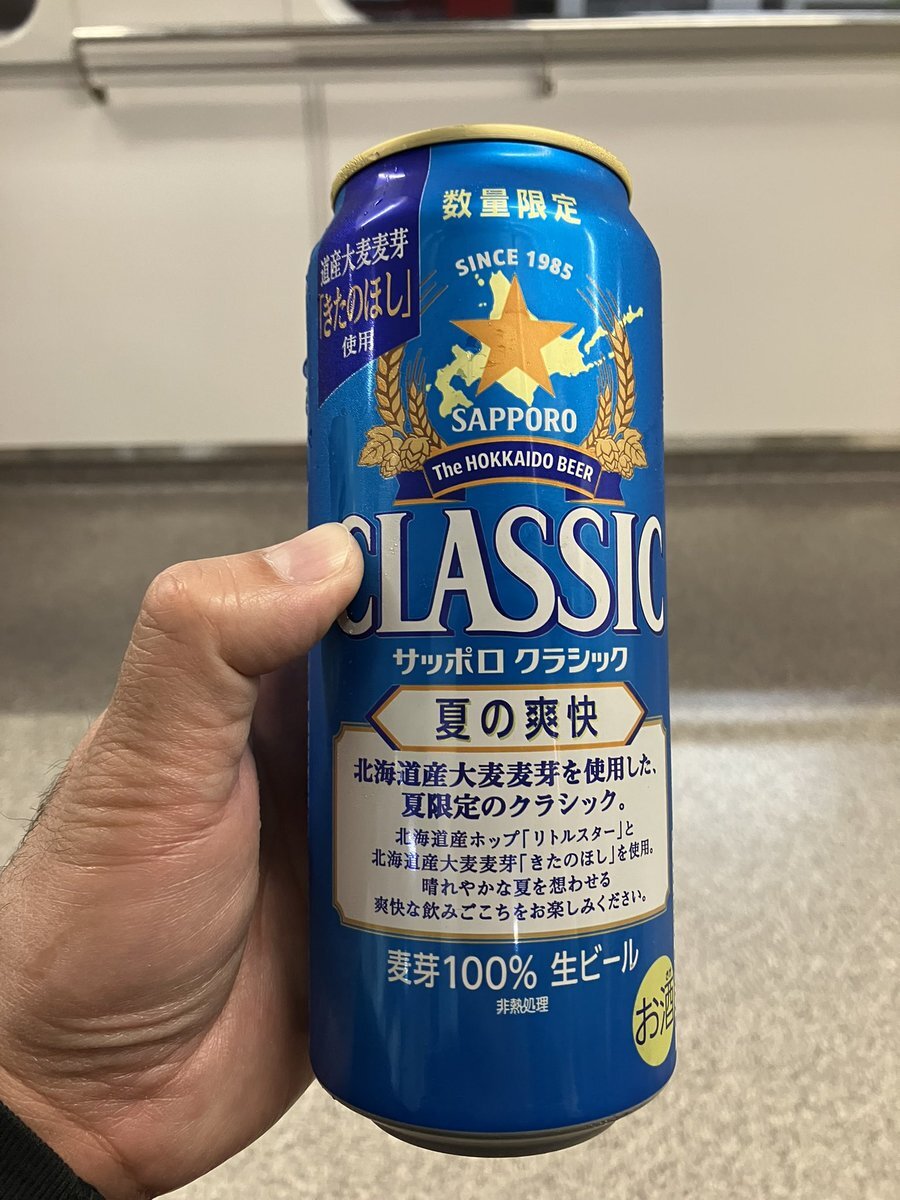 数量限定
道産大麦麦芽
「きたのほし」
使用
SINCE 1985
SAPPORO
The HOKKAIDO BEER
CLASSIC
サッポロ クラシック
夏の爽快
北海道産大麦麦芽を使用した、
夏限定のクラシック。
北海道産ホップ「リトルスター」と
北海道産大麦麦芽「きたのほし」を使用。
晴れやかな夏を想わせる
爽快な飲みごこちをお楽しみください。
麦芽100% 生ビール
非熱処理
お酒